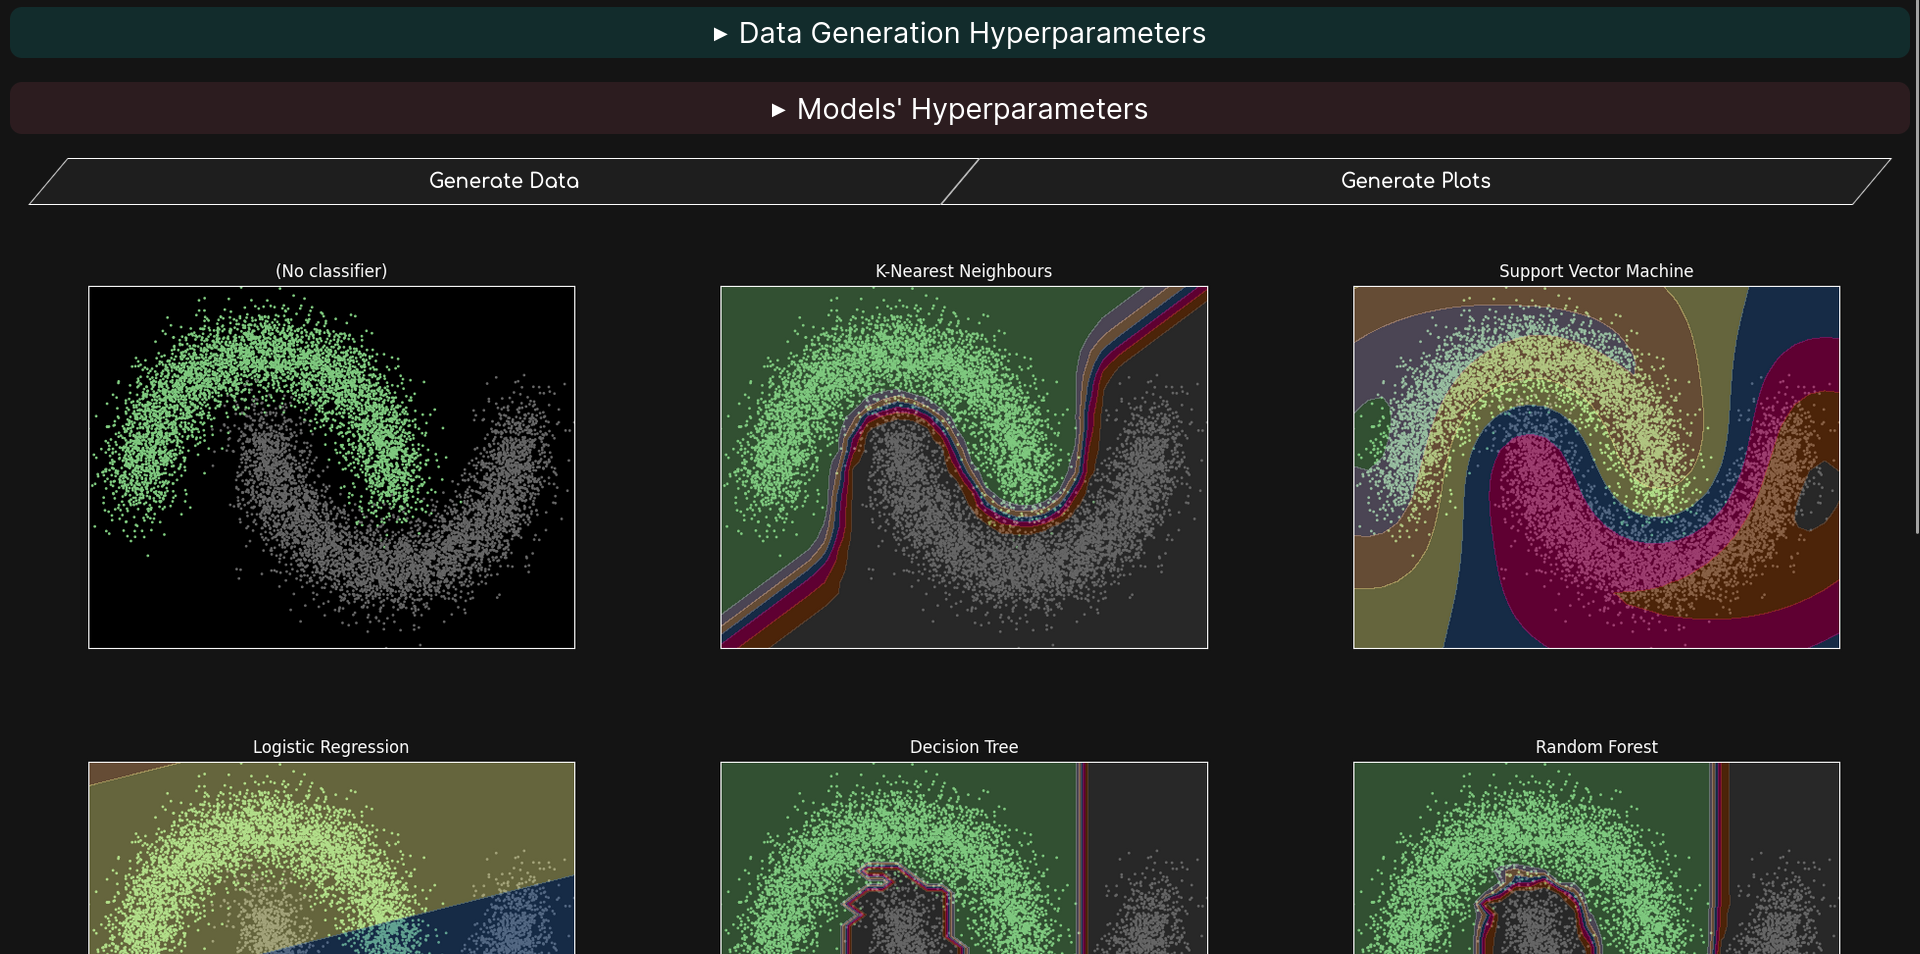 ▸ Data Generation Hyperparameters
▸ Models' Hyperparameters
Generate Data
Generate Plots
(No classifier)
K-Nearest Neighbours
Support Vector Machine
Logistic Regression
Decision Tree
Random Forest